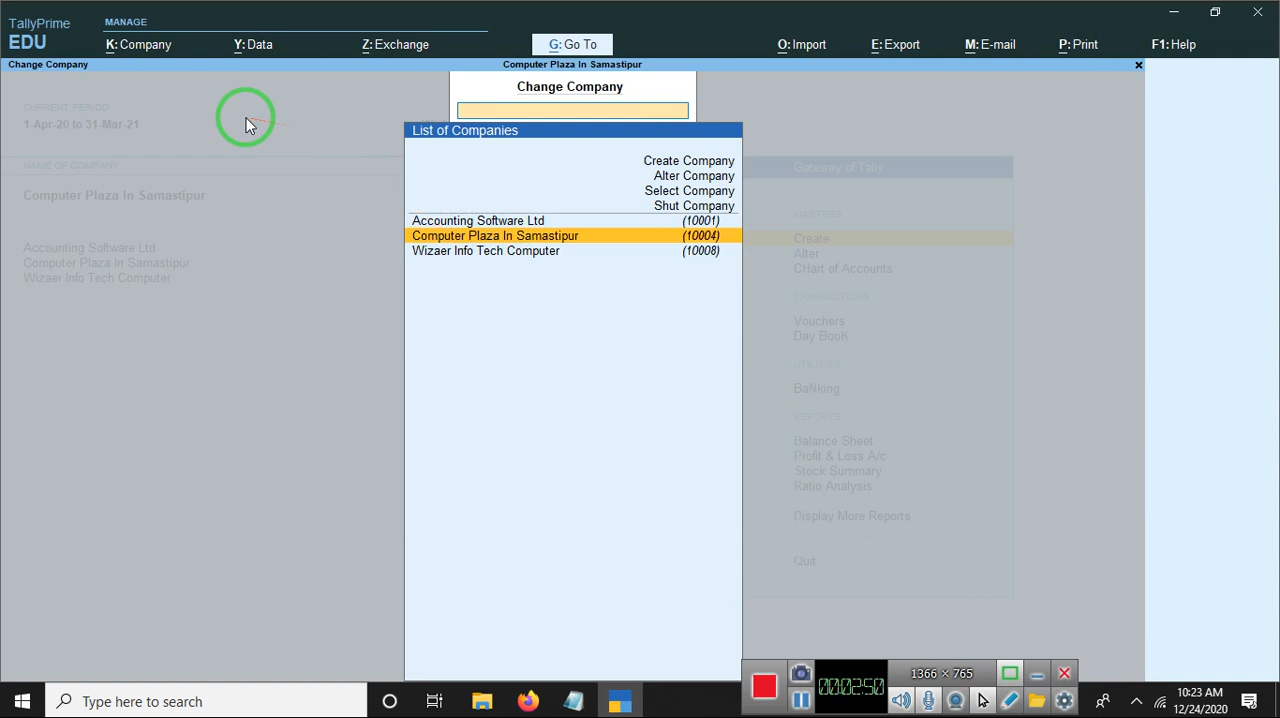 TallyPrime
EDU
MANAGE
K: Company
Y: Data
Z: Exchange
G: Go To
O: Import
E: Export
M: E-mail
P: Print
F1: Help
Change Company
Computer Plaza In Samastipur
CURRENT PERIOD
1-Apr-20 to 31-Mar-21
NAME OF COMPANY
Computer Plaza In Samastipur
Accounting Software Ltd
Computer Plaza In Samastipur
Wizaer Info Tech Computer
Change Company
List of Companies
Create Company
Alter Company
Select Company
Shut Company
Accounting Software Ltd (10001)
Computer Plaza In Samastipur (10004)
Wizaer Info Tech Computer (10008)
Gateway of Tally
MASTERS
Create
Alter
CHart of Accounts
TRANSACTIONS
Vouchers
Day BooK
UTILITIES
BaNking
REPORTS
Balance Sheet
Profit & Loss A/c
Stock Summary
Ratio Analysis
Display More Reports
Quit
1366 × 765
00:02:50
Type here to search
10:23 AM
12/24/2020